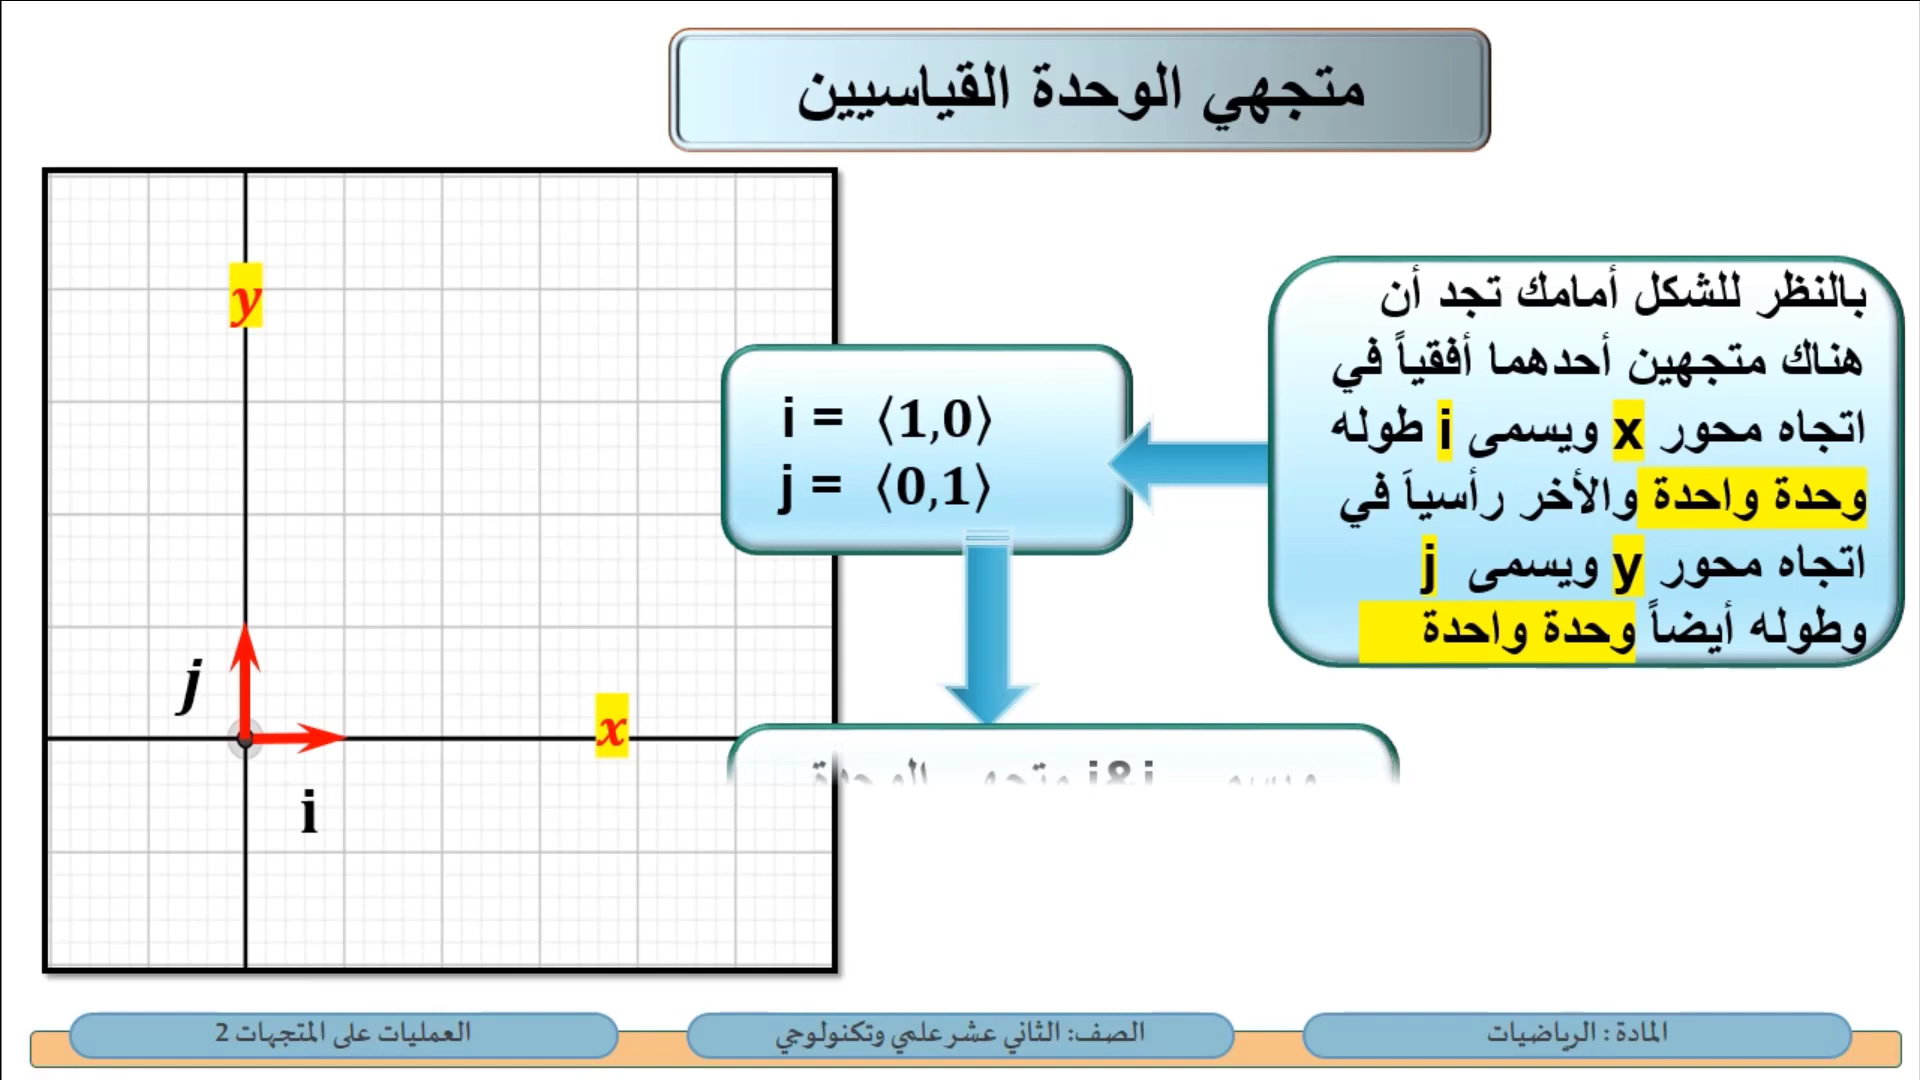 متجهي الوحدة القياسيين
بالنظر للشكل أمامك تجد أن
هناك متجهين أحدهما أفقياً في
اتجاه محور x ويسمى i طوله
وحدة واحدة والأخر رأسياَ في
اتجاه محور y ويسمى j
وطوله أيضاً وحدة واحدة
i = ⟨1,0⟩
j = ⟨0,1⟩
y
j
x
i
المادة : الرياضيات
الصف: الثاني عشر علمي وتكنولوجي
العمليات على المتجهات 2